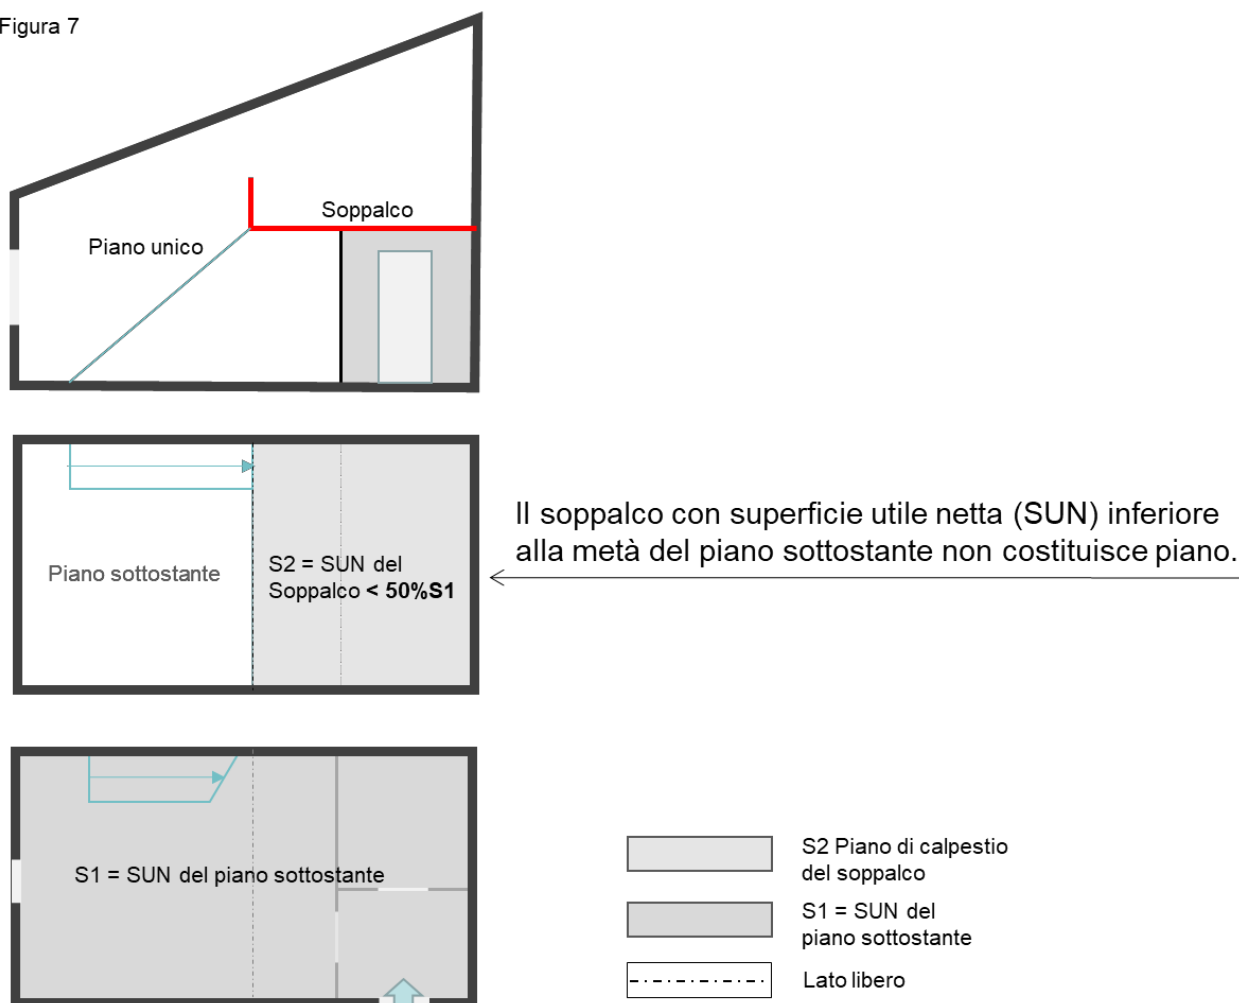 Figura 7
Soppalco
Piano unico
Il soppalco con superficie utile netta (SUN) inferiore
alla metà del piano sottostante non costituisce piano.
Piano sottostante
S2 = SUN del
Soppalco < 50%S1
S1 = SUN del piano sottostante
S2 Piano di calpestio
del soppalco
S1 = SUN del
piano sottostante
Lato libero